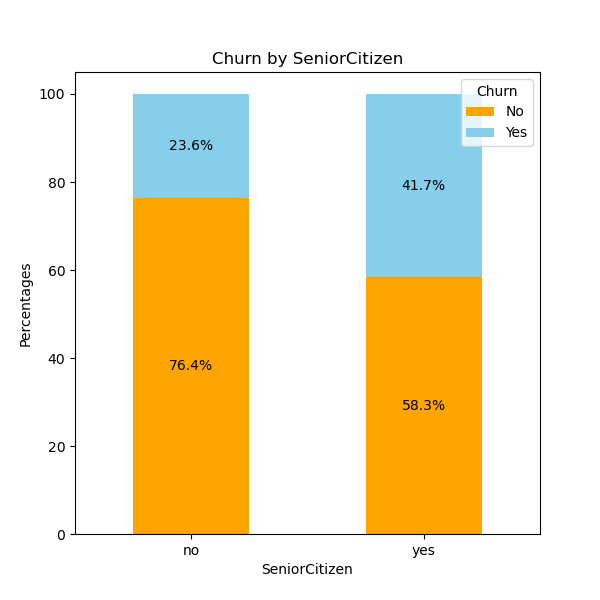 Churn by SeniorCitizen
Churn
No
Yes
100
80
60
40
20
0
Percentages
23.6%
41.7%
76.4%
58.3%
no
yes
SeniorCitizen